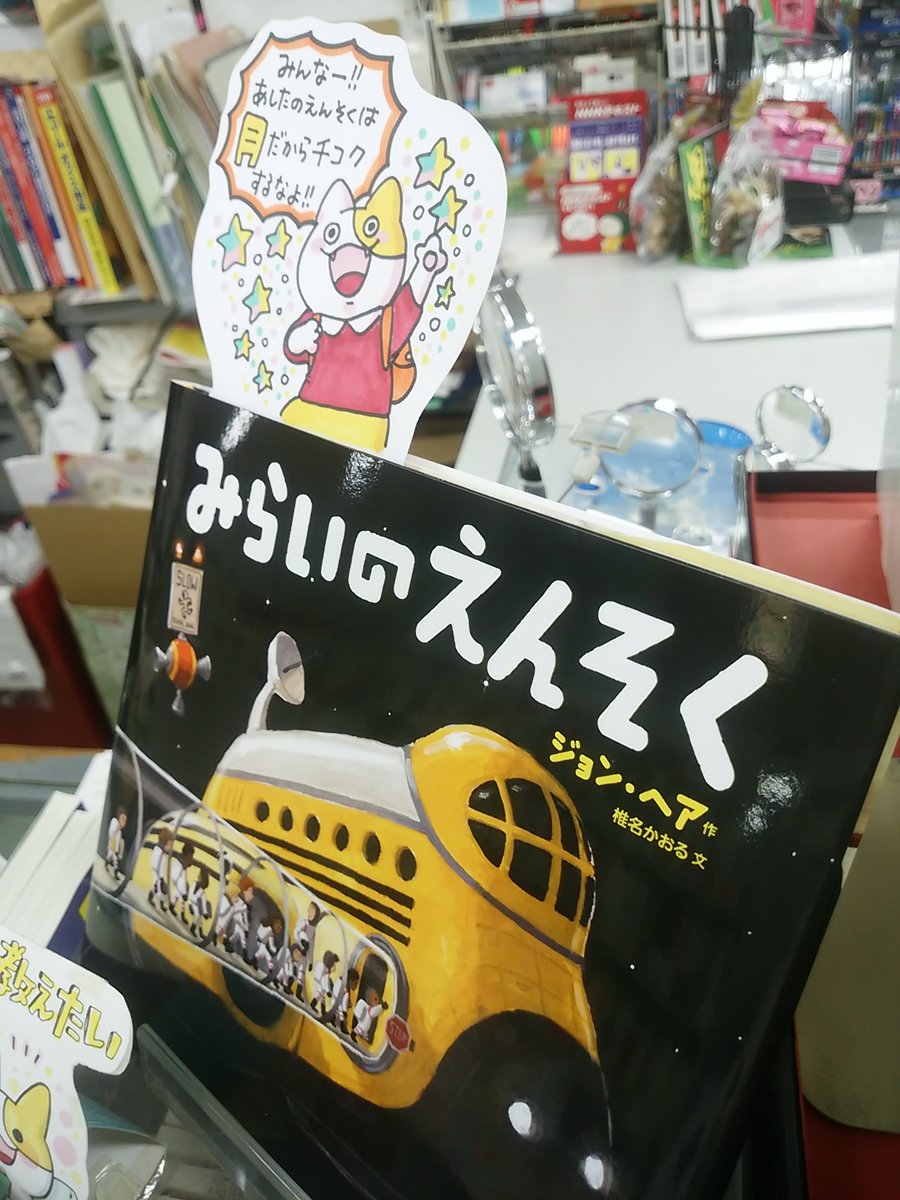 みんなー!!
あしたのえんそくは
月だからチコク
するなよ!!
みらいのえんそく
ジョン・ヘア 作
椎名かおる 文
SLOW
STOP
教えたい